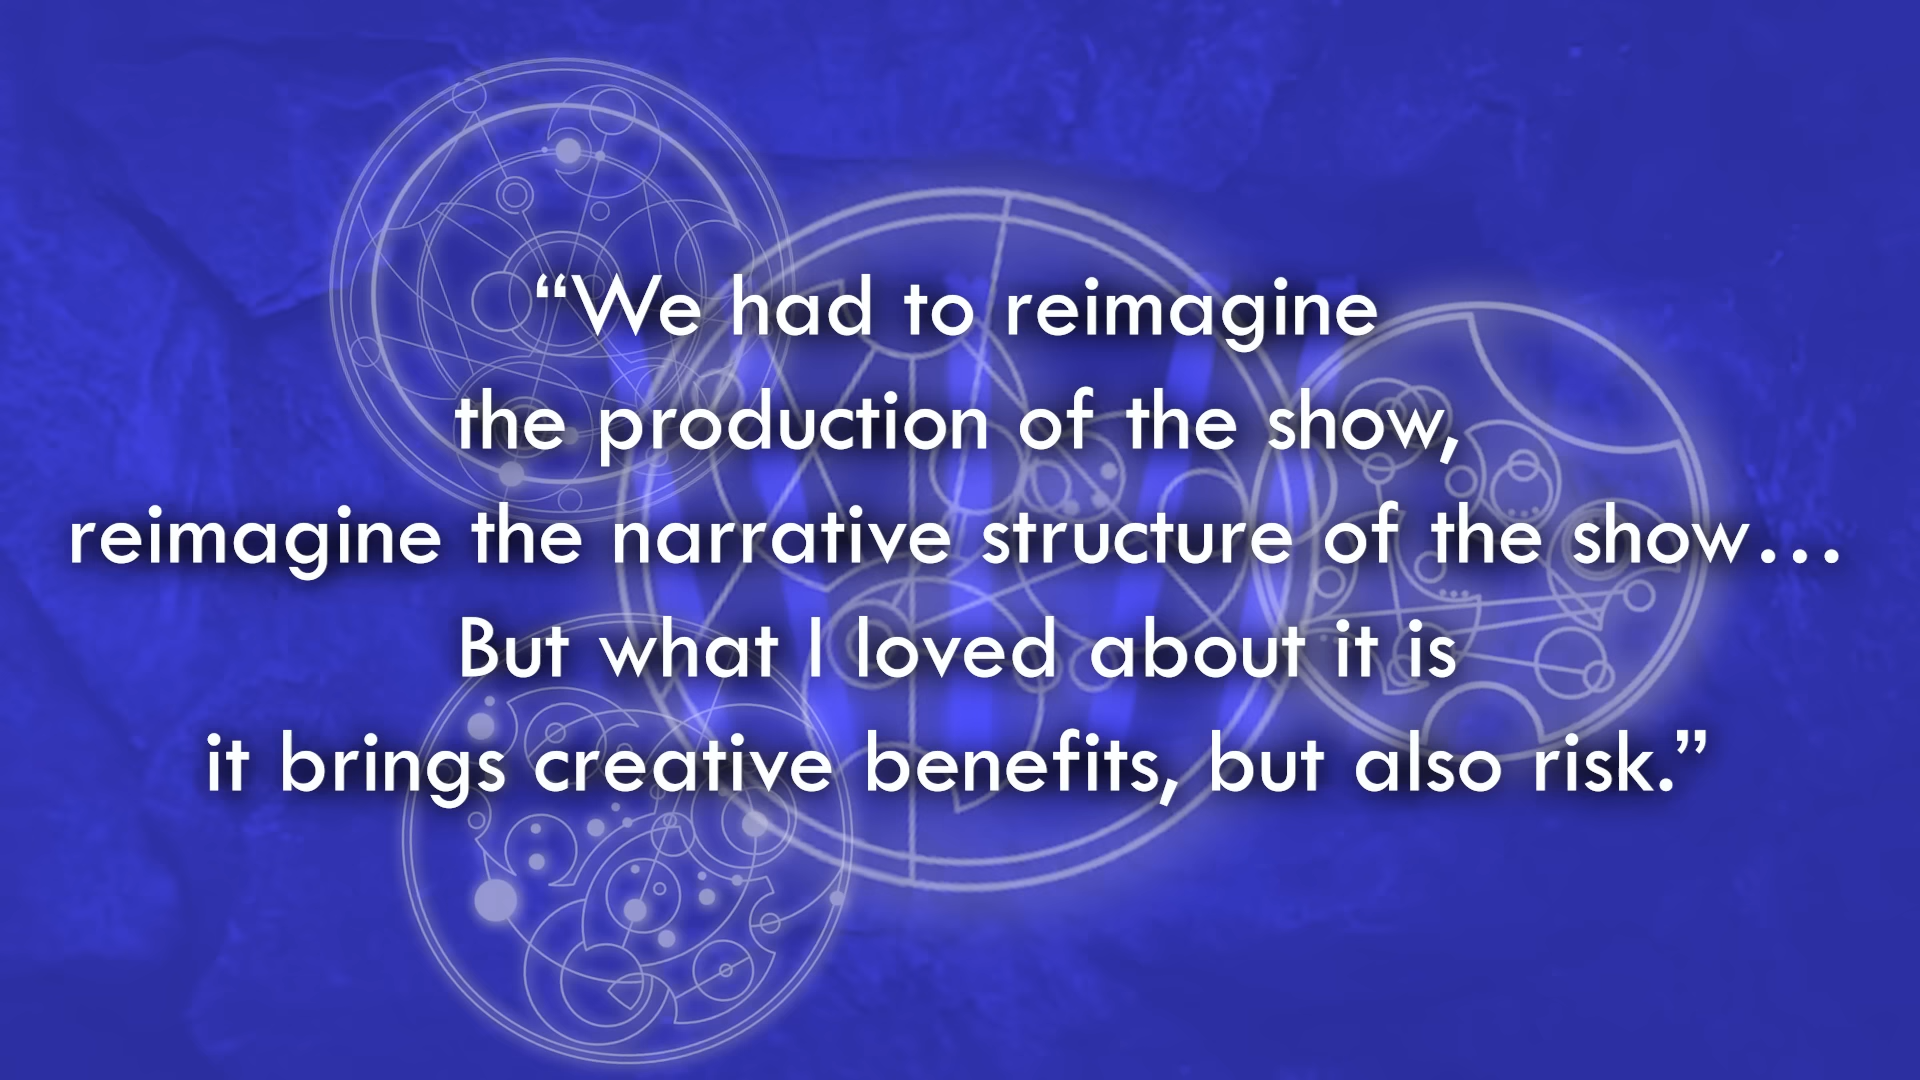 “We had to reimagine
the production of the show,
reimagine the narrative structure of the show…
But what I loved about it is
it brings creative benefits, but also risk.”